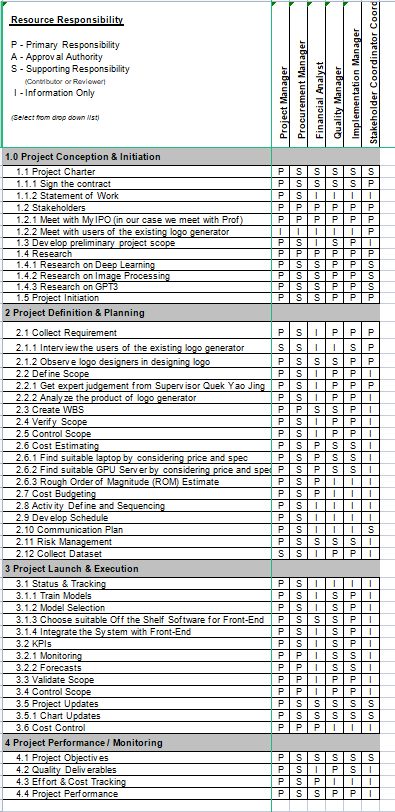 Resource Responsibility
P - Primary Responsibility
A - Approval Authority
S - Supporting Responsibility
(Contributor or Reviewer)
I - Information Only
(Select from drop down list)
Project Manager
Procurement Manager
Financial Analyst
Quality Manager
Implementation Manager
Stakeholder Coordinator Coord
1.0 Project Conception & Initiation
1.1 Project Charter P S S S S S
1.1.1 Sign the contract P S S S S P
1.1.2 Statement of Work P S I I I I
1.2 Stakeholders P P P P P P
1.2.1 Meet with MyIPO (in our case we meet with Prof) P P P P P P
1.2.2 Meet with users of the existing logo generator I I I I I P
1.3 Develop preliminary project scope P S I S P I
1.4 Research P P P P P P
1.4.1 Research on Deep Learning P S S P P S
1.4.2 Research on Image Processing P S S P P S
1.4.3 Research on GPT3 P S S P P S
1.5 Project Initiation P S S P P P
2 Project Definition & Planning
2.1 Collect Requirement P S I P P P
2.1.1 Interview the users of the existing logo generator S S I I S P
2.1.2 Observe logo designers in designing logo P S S S P P
2.2 Define Scope P S I P P I
2.2.1 Get expert judgement from Supervisor Quek Yao Jing P S I P P P
2.2.2 Analyze the product of logo generator P S I P P I
2.3 Create WBS P P S S P I
2.4 Verify Scope P S I P P I
2.5 Control Scope P S I P P I
2.6 Cost Estimating P S P S S I
2.6.1 Find suitable laptop by considering price and spec P S P S S I
2.6.2 Find suitable GPU Server by considering price and spec P S P S S I
2.6.3 Rough Order of Magnitude (ROM) Estimate P S P I I I
2.7 Cost Budgeting P S P I I I
2.8 Activity Define and Sequencing P S I I I I
2.9 Develop Schedule P S I I I I
2.10 Communication Plan P S I I I S
2.11 Risk Management P S S S S I
2.12 Collect Dataset S S I P P I
3 Project Launch & Execution
3.1 Status & Tracking P S I I I I
3.1.1 Train Models P S I S P I
3.1.2 Model Selection P S I S P I
3.1.3 Choose suitable Off the Shelf Software for Front-End P S S S P I
3.1.4 Integrate the System with Front-End P S I S P I
3.2 KPIs P S I S P I
3.2.1 Monitoring P P I S S I
3.2.2 Forecasts P P I S S I
3.3 Validate Scope P P I P P I
3.4 Control Scope P P I P P I
3.5 Project Updates P S S S S S
3.5.1 Chart Updates P S S S S S
3.6 Cost Control P P P I I I
4 Project Performance / Monitoring
4.1 Project Objectives P S S S S S
4.2 Quality Deliverables P S I P S I
4.3 Effort & Cost Tracking P S P I I I
4.4 Project Performance P S S P P I